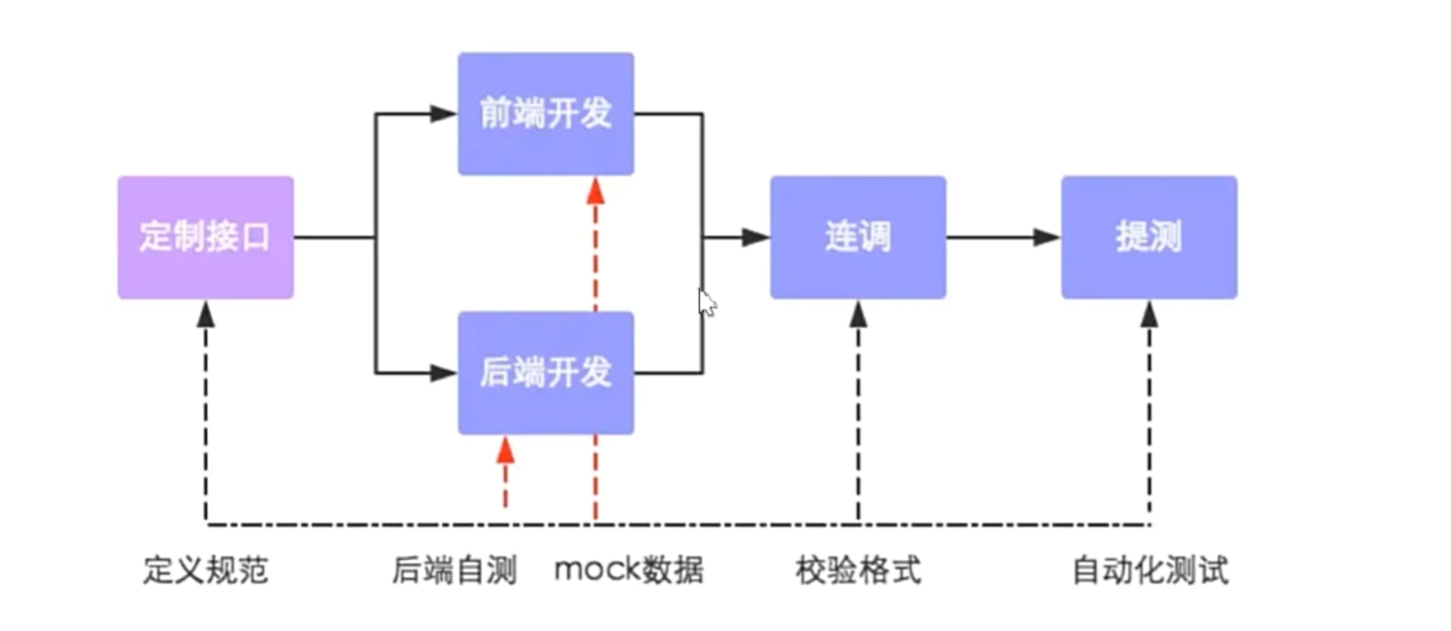 前端开发
定制接口
连调
提测
后端开发
定义规范
后端自测
mock数据
校验格式
自动化测试